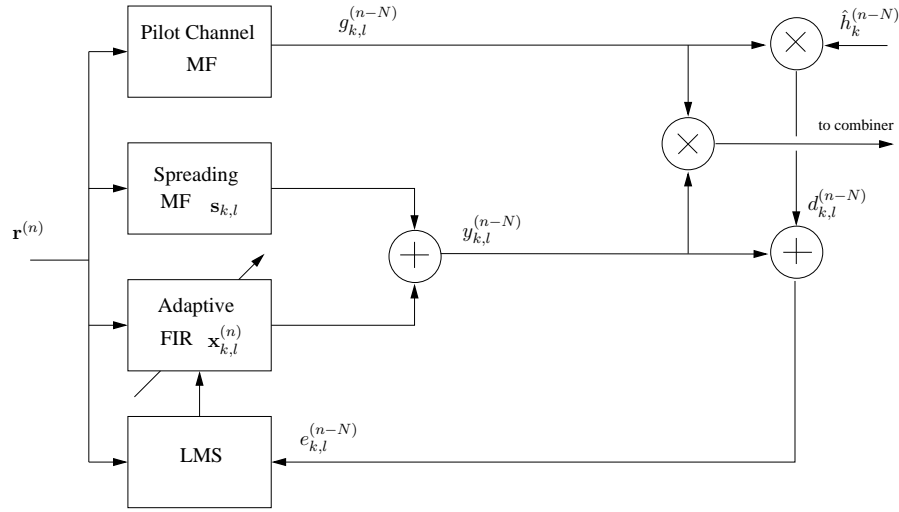 Pilot Channel
MF
g_{k,l}^{(n-N)}
\hat{h}_k^{(n-N)}
to combiner
Spreading
MF s_{k,l}
r^{(n)}
y_{k,l}^{(n-N)}
d_{k,l}^{(n-N)}
Adaptive
FIR x_{k,l}^{(n)}
LMS
e_{k,l}^{(n-N)}